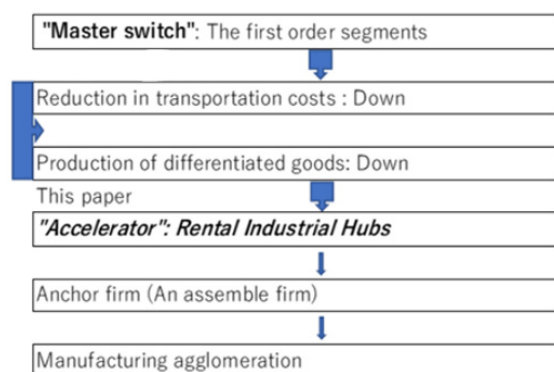 "Master switch": The first order segments
Reduction in transportation costs : Down
Production of differentiated goods: Down
This paper
"Accelerator": Rental Industrial Hubs
Anchor firm (An assemble firm)
Manufacturing agglomeration